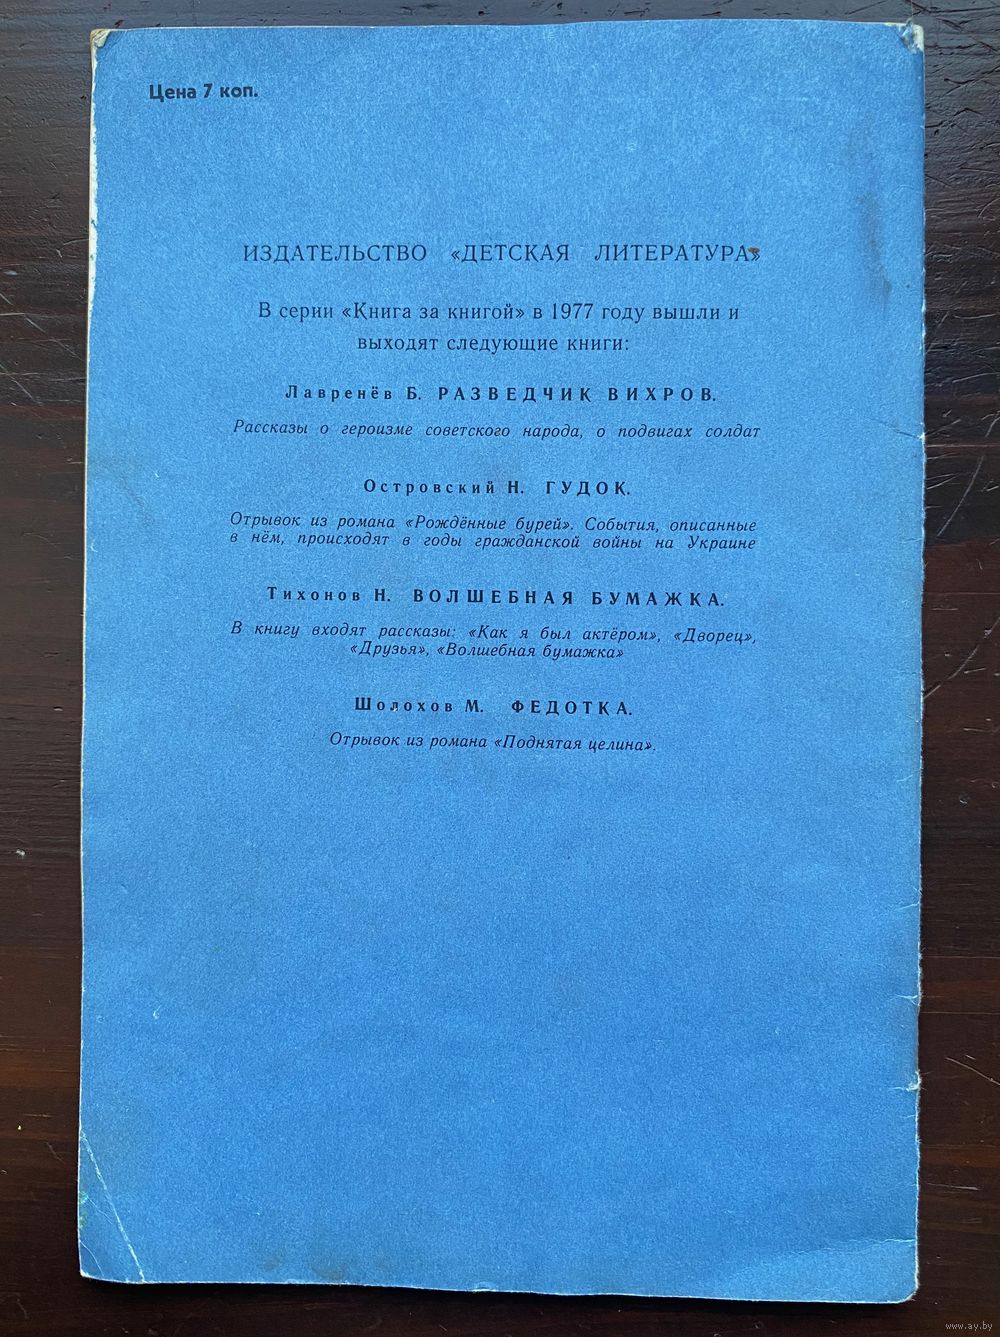 Цена 7 коп.
ИЗДАТЕЛЬСТВО «ДЕТСКАЯ ЛИТЕРАТУРА»
В серии «Книга за книгой» в 1977 году вышли и
выходят следующие книги:
Лавренёв Б. РАЗВЕДЧИК ВИХРОВ.
Рассказы о героизме советского народа, о подвигах солдат
Островский Н. ГУДОК.
Отрывок из романа «Рождённые бурей». События, описанные
в нём, происходят в годы гражданской войны на Украине
Тихонов Н. ВОЛШЕБНАЯ БУМАЖКА.
В книгу входят рассказы: «Как я был актёром», «Дворец»,
«Друзья», «Волшебная бумажка»
Шолохов М. ФЕДОТКА.
Отрывок из романа «Поднятая целина».
www.ay.by